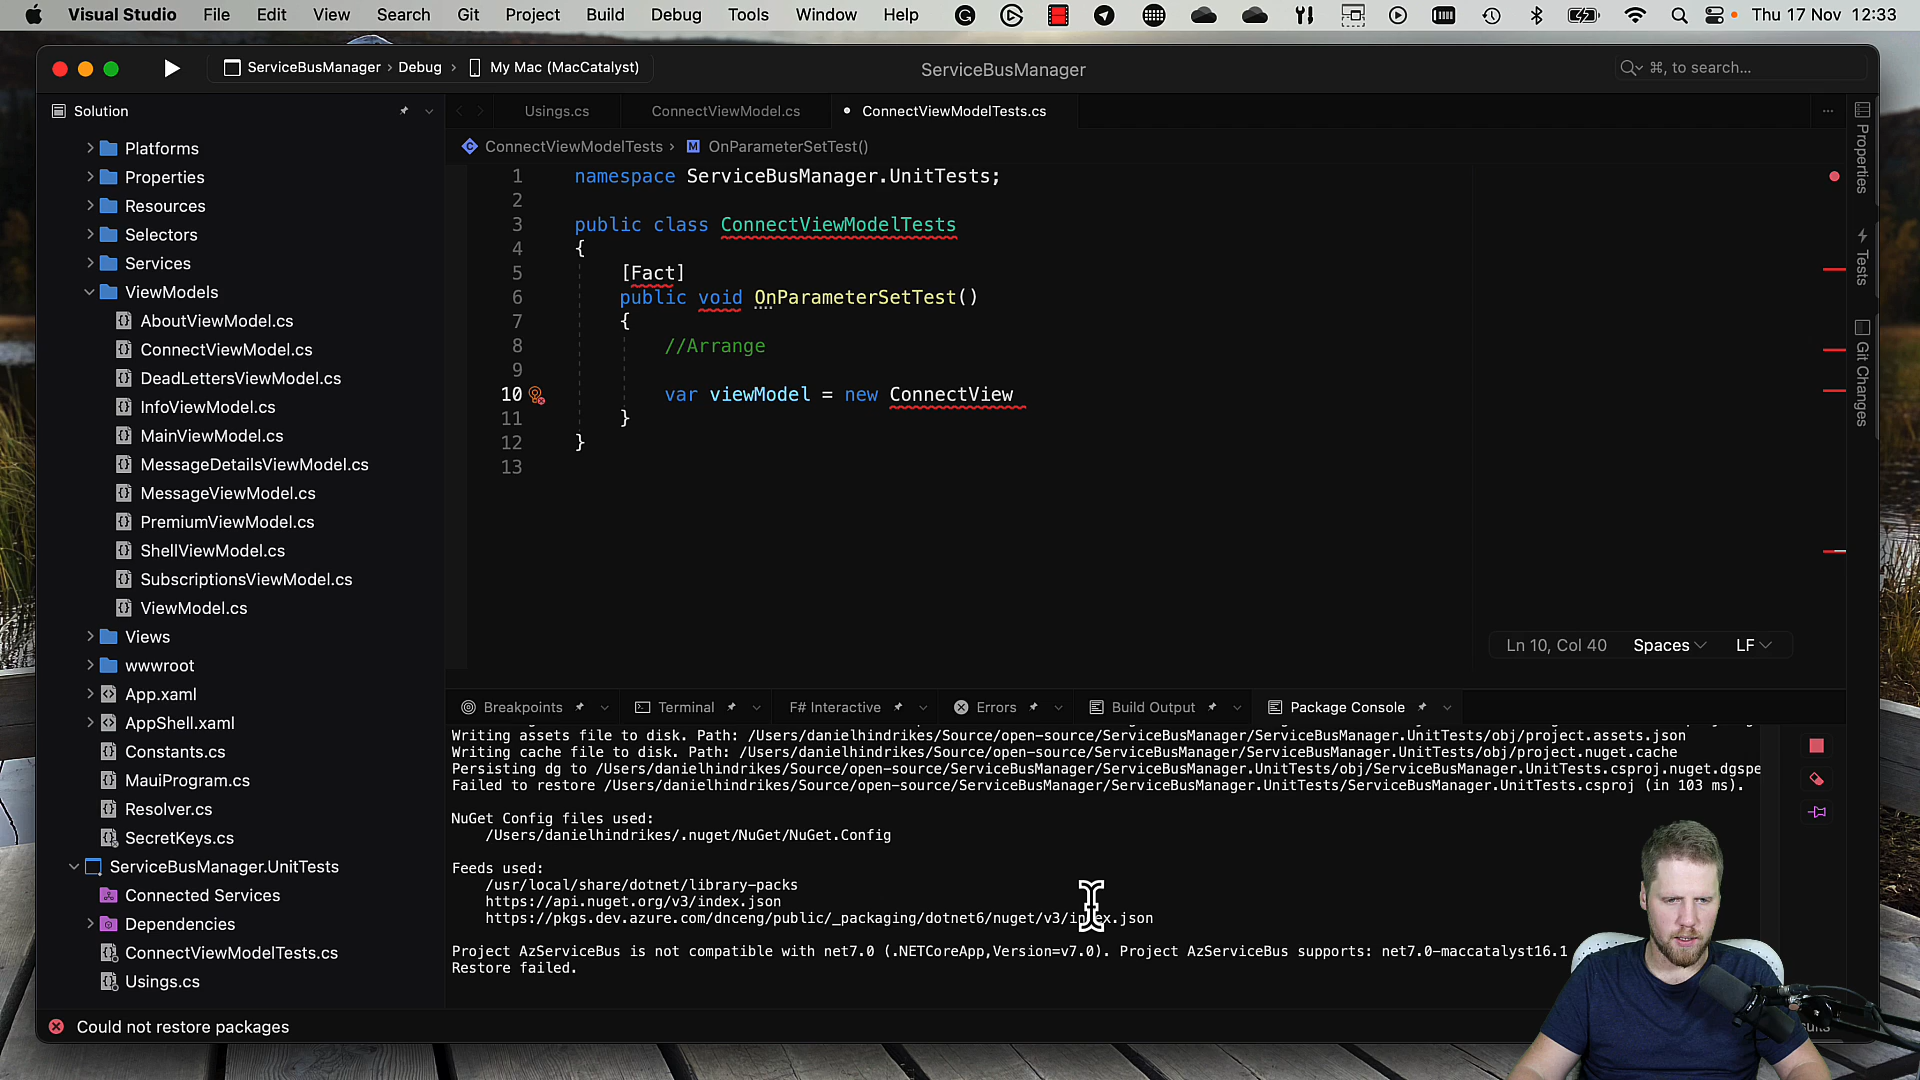 Visual Studio File Edit View Search Git Project Build Debug Tools Window Help Thu 17 Nov 12:33
ServiceBusManager › Debug › My Mac (MacCatalyst) ServiceBusManager ⌘, to search...
Solution
Platforms
Properties
Resources
Selectors
Services
ViewModels
AboutViewModel.cs
ConnectViewModel.cs
DeadLettersViewModel.cs
InfoViewModel.cs
MainViewModel.cs
MessageDetailsViewModel.cs
MessageViewModel.cs
PremiumViewModel.cs
ShellViewModel.cs
SubscriptionsViewModel.cs
ViewModel.cs
Views
wwwroot
App.xaml
AppShell.xaml
Constants.cs
MauiProgram.cs
Resolver.cs
SecretKeys.cs
ServiceBusManager.UnitTests
Connected Services
Dependencies
ConnectViewModelTests.cs
Usings.cs
Could not restore packages
Usings.cs ConnectViewModel.cs ConnectViewModelTests.cs
ConnectViewModelTests › M OnParameterSetTest()
1 namespace ServiceBusManager.UnitTests;
2
3 public class ConnectViewModelTests
4 {
5 [Fact]
6 public void OnParameterSetTest()
7 {
8 //Arrange
9
10 var viewModel = new ConnectView
11 }
12 }
13
Ln 10, Col 40 Spaces LF
Properties
Tests
Git Changes
Breakpoints Terminal F# Interactive Errors Build Output Package Console
Writing assets file to disk. Path: /Users/danielhindrikes/Source/open-source/ServiceBusManager/ServiceBusManager.UnitTests/obj/project.assets.json
Writing cache file to disk. Path: /Users/danielhindrikes/Source/open-source/ServiceBusManager/ServiceBusManager.UnitTests/obj/project.nuget.cache
Persisting dg to /Users/danielhindrikes/Source/open-source/ServiceBusManager/ServiceBusManager.UnitTests/obj/ServiceBusManager.UnitTests.csproj.nuget.dgspe
Failed to restore /Users/danielhindrikes/Source/open-source/ServiceBusManager/ServiceBusManager.UnitTests/ServiceBusManager.UnitTests.csproj (in 103 ms).
NuGet Config files used:
/Users/danielhindrikes/.nuget/NuGet/NuGet.Config
Feeds used:
/usr/local/share/dotnet/library-packs
https://api.nuget.org/v3/index.json
https://pkgs.dev.azure.com/dnceng/public/_packaging/dotnet6/nuget/v3/index.json
Project AzServiceBus is not compatible with net7.0 (.NETCoreApp,Version=v7.0). Project AzServiceBus supports: net7.0-maccatalyst16.1
Restore failed.